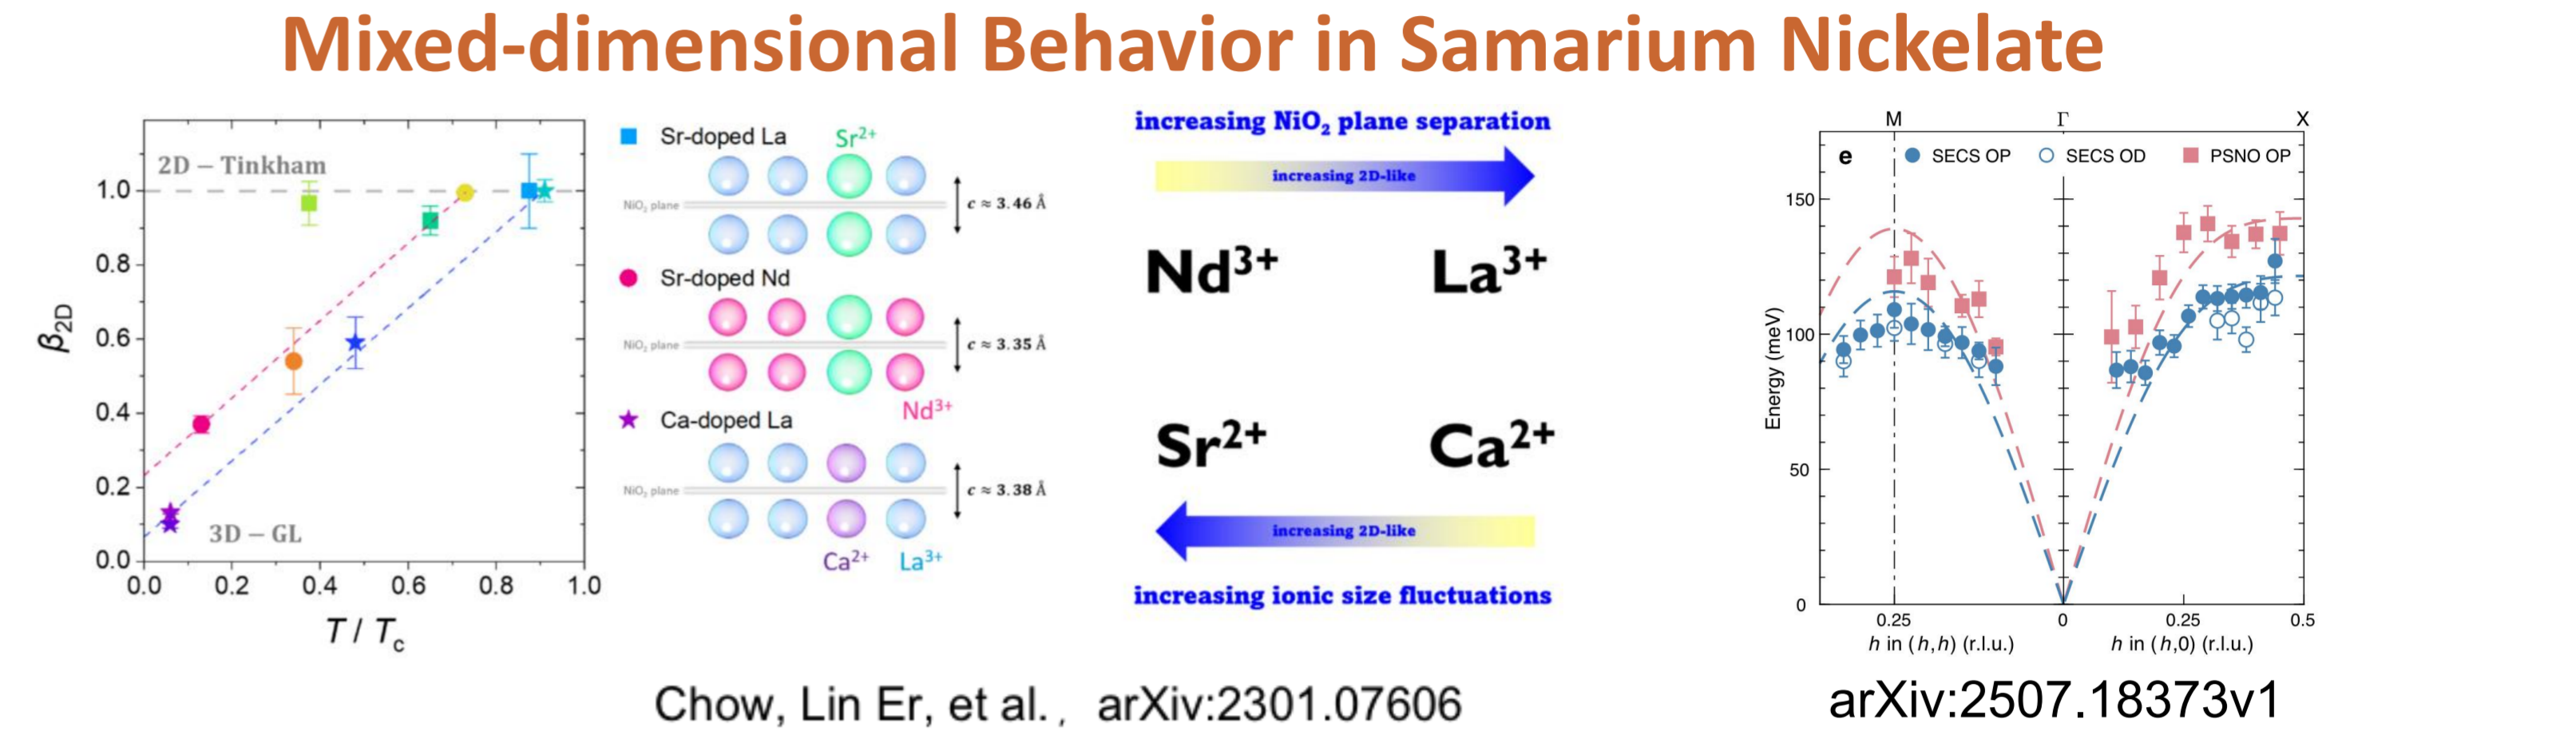 Mixed-dimensional Behavior in Samarium Nickelate
2D – Tinkham
3D – GL
β2D
1.0
0.8
0.6
0.4
0.2
0.0
0.0 0.2 0.4 0.6 0.8 1.0
T / Tc
Sr-doped La
Sr2+
NiO2 plane
c ≈ 3.46 Å
Sr-doped Nd
NiO2 plane
c ≈ 3.35 Å
Nd3+
Ca-doped La
NiO2 plane
c ≈ 3.38 Å
Ca2+ La3+
increasing NiO2 plane separation
increasing 2D-like
Nd3+ La3+
Sr2+ Ca2+
increasing 2D-like
increasing ionic size fluctuations
Chow, Lin Er, et al., arXiv:2301.07606
M Γ X
e SECS OP SECS OD PSNO OP
Energy (meV)
150
100
50
0
0.25 0 0.25 0.5
h in (h,h) (r.l.u.) h in (h,0) (r.l.u.)
arXiv:2507.18373v1